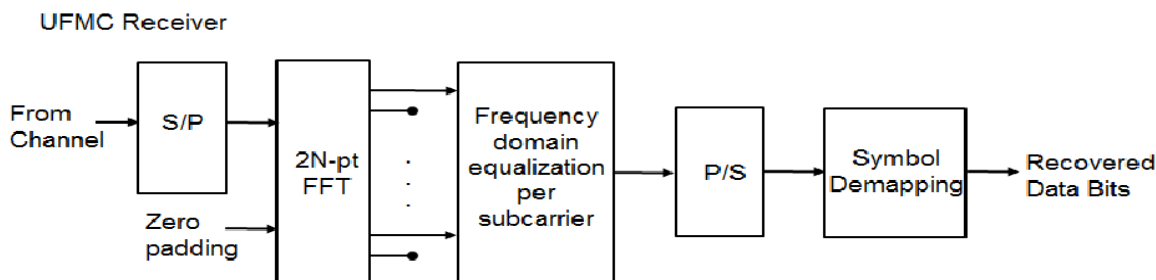 UFMC Receiver
From
Channel
S/P
Zero
padding
2N-pt
FFT
Frequency
domain
equalization
per
subcarrier
P/S
Symbol
Demapping
Recovered
Data Bits